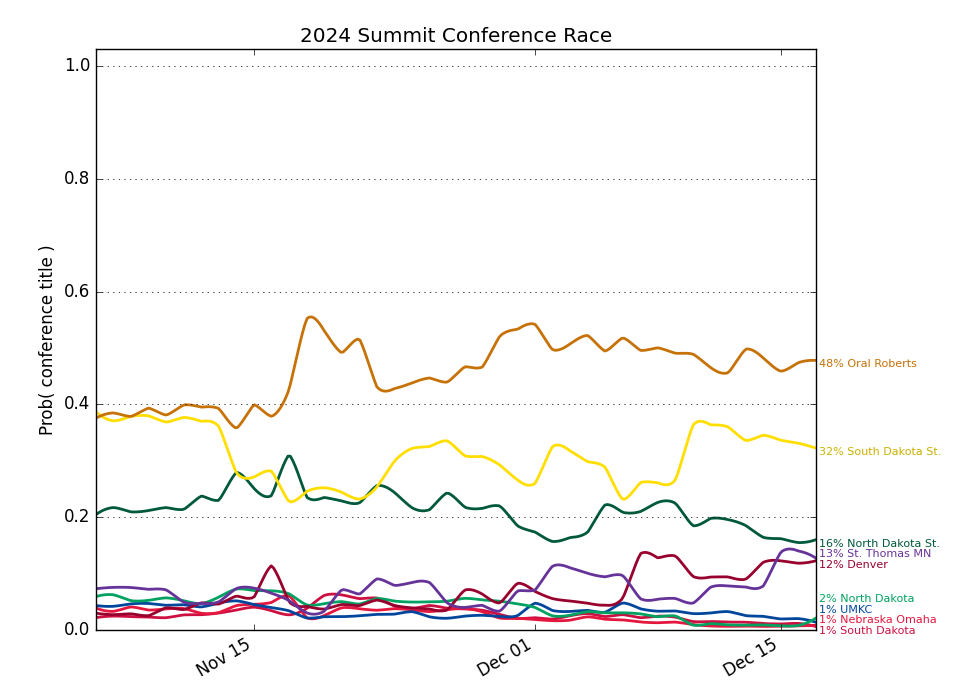 2024 Summit Conference Race
Prob( conference title )
1.0
0.8
0.6
0.4
0.2
0.0
Nov 15
Dec 01
Dec 15
48% Oral Roberts
32% South Dakota St.
16% North Dakota St.
13% St. Thomas MN
12% Denver
2% North Dakota
1% UMKC
1% Nebraska Omaha
1% South Dakota